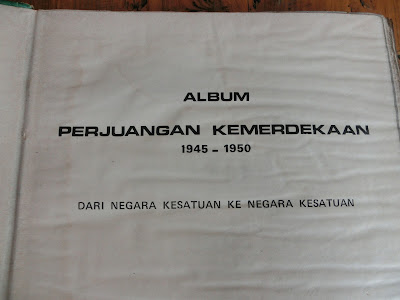 ALBUM
PERJUANGAN KEMERDEKAAN
1945 - 1950
DARI NEGARA KESATUAN KE NEGARA KESATUAN